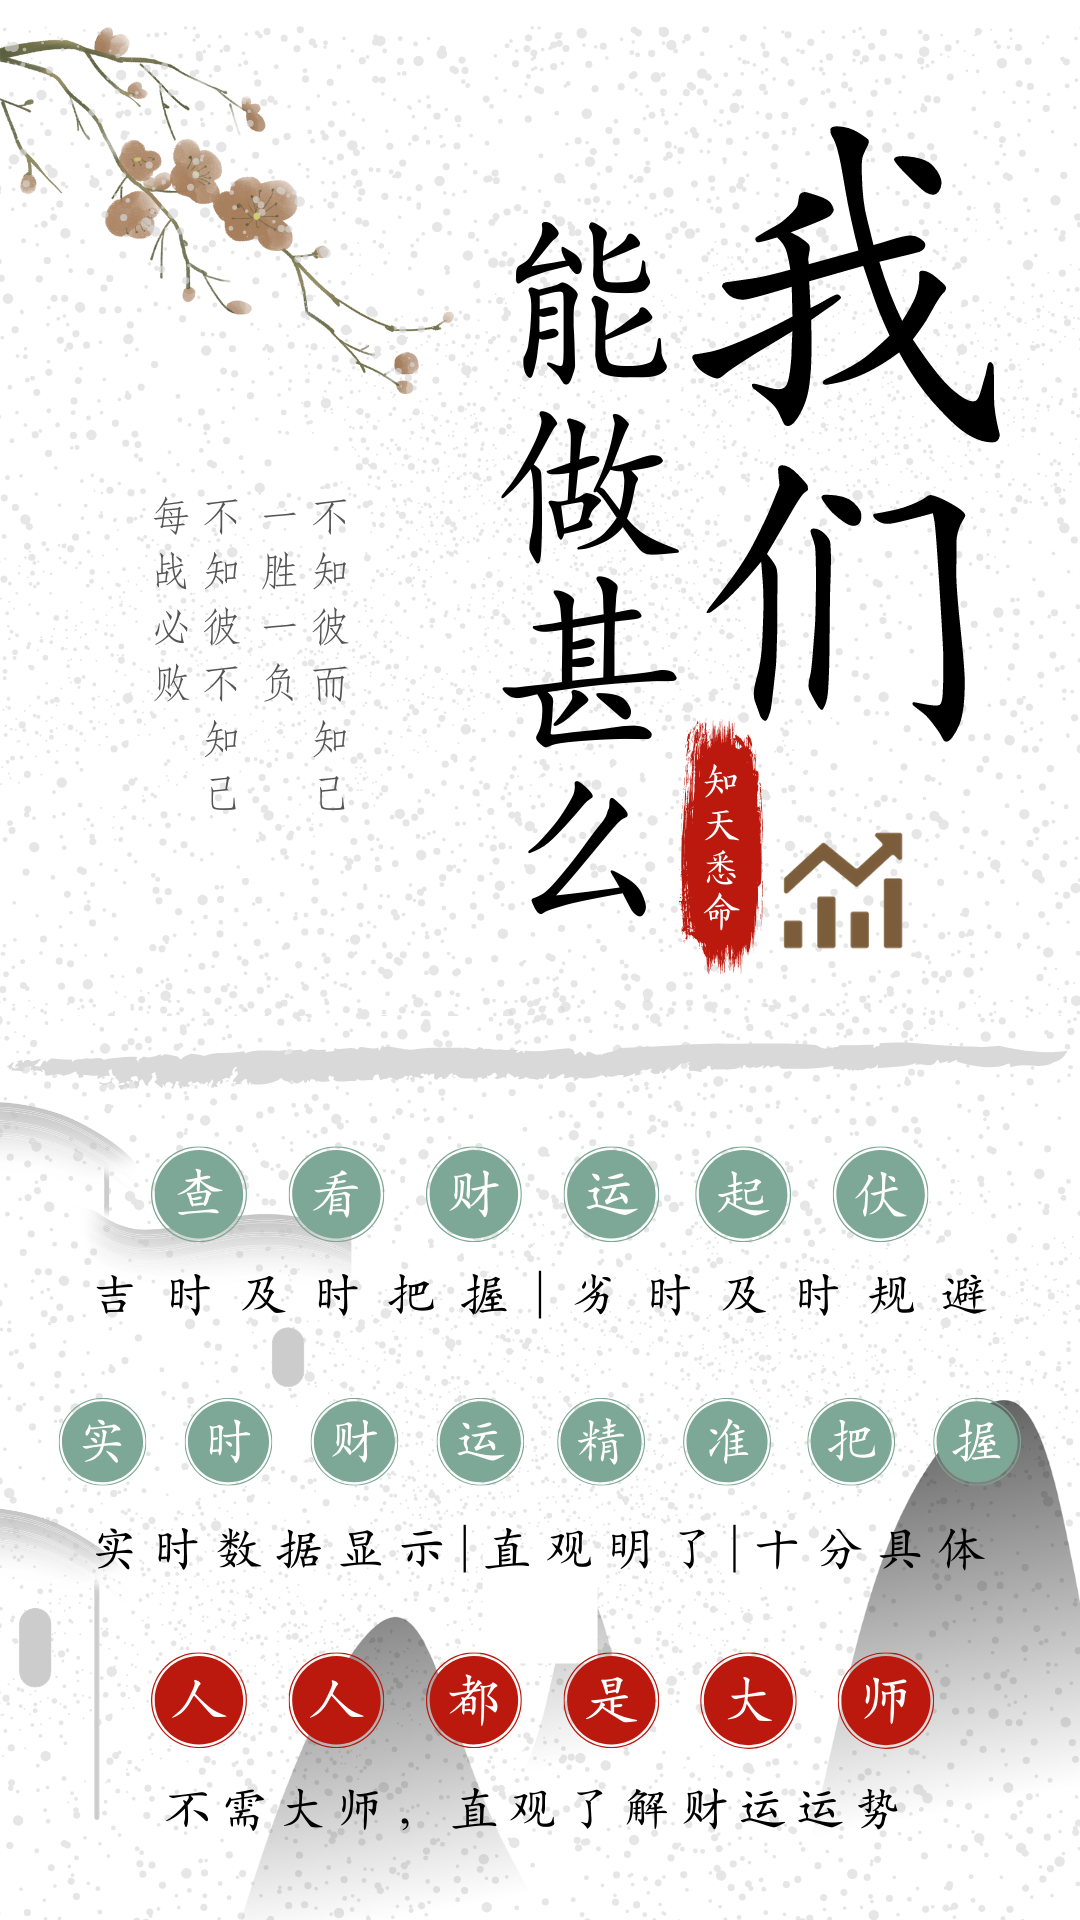 我们
能做甚么
知天悉命
不知彼而知己
一胜一负
不知彼不知己
每战必败
查看财运起伏
吉时及时把握|劣时及时规避
实时财运精准把握
实时数据显示|直观明了|十分具体
人人都是大师
不需大师，直观了解财运运势